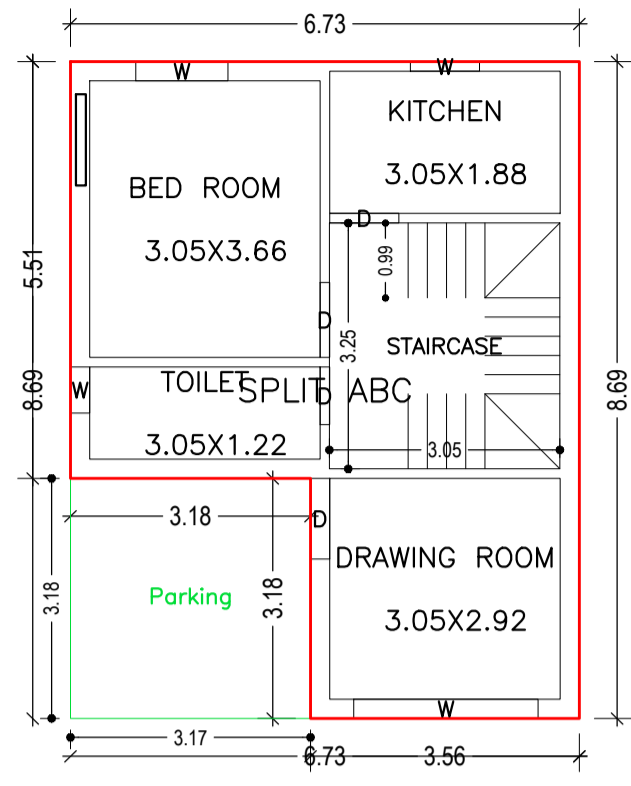 6.73
W
W
KITCHEN
3.05X1.88
BED ROOM
D
3.05X3.66
0.99
5.51
D
3.25
STAIRCASE
TOILET
SPLIT ABC
W
D
8.69
8.69
3.05X1.22
3.05
3.18
D
DRAWING ROOM
3.18
Parking
3.18
3.05X2.92
W
3.17
6.73
3.56